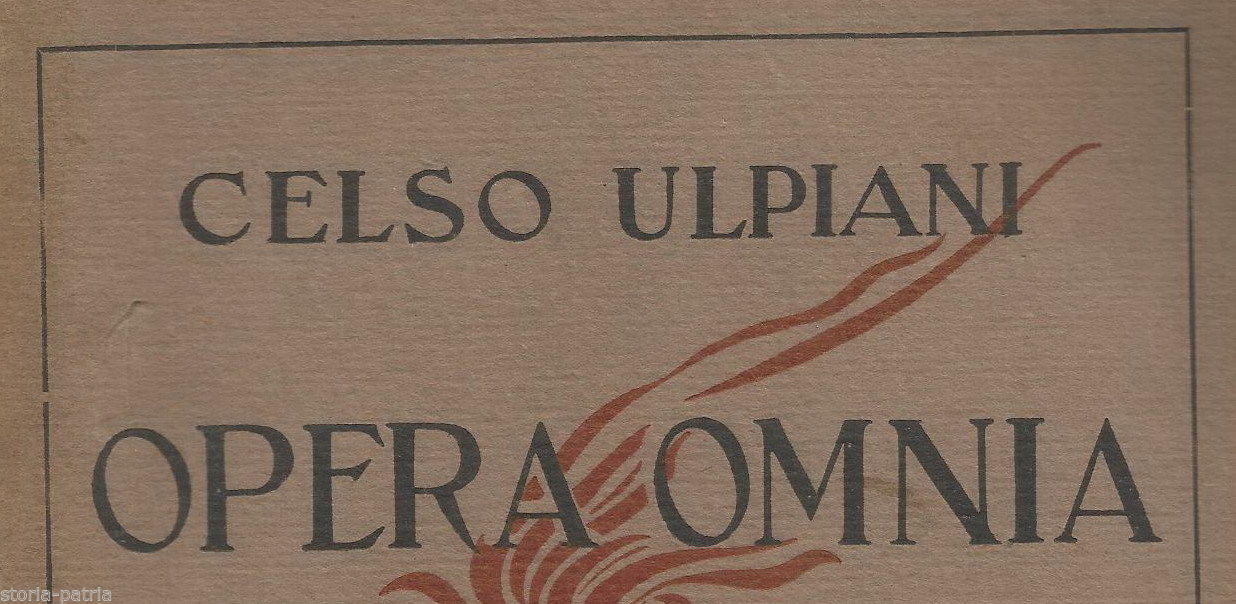 CELSO ULPIANI
OPERA OMNIA
storia-patria